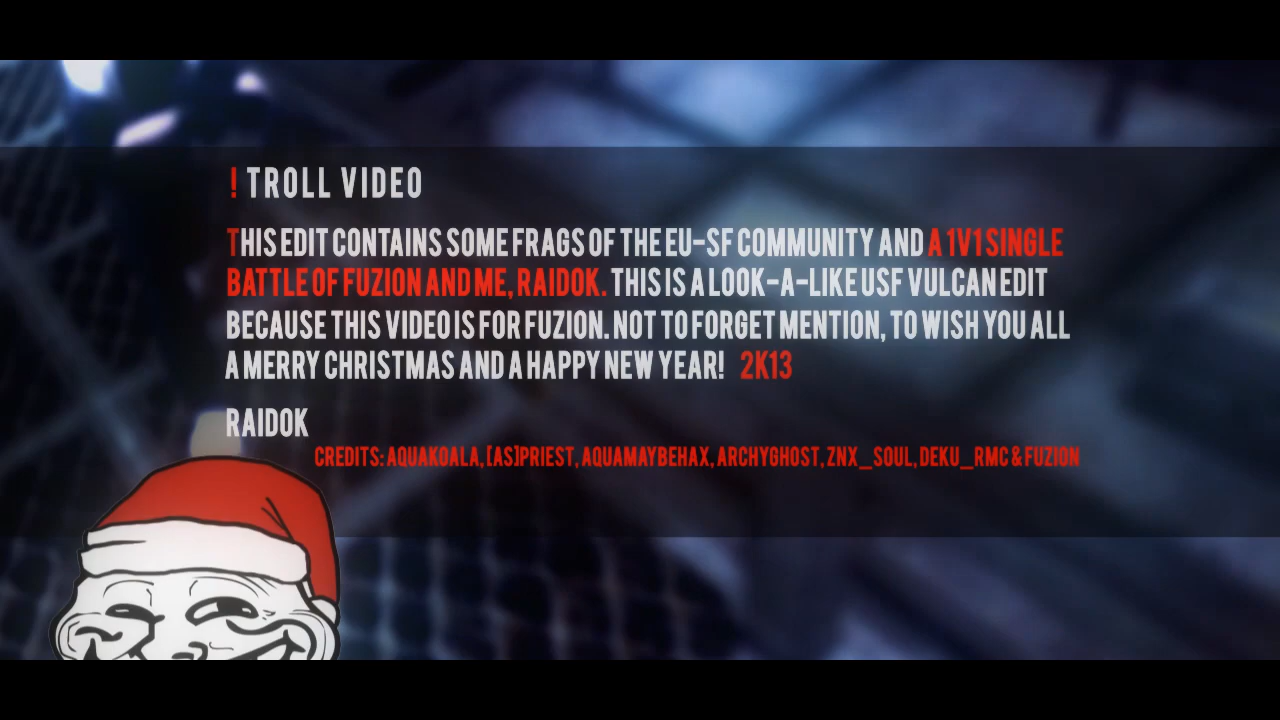 ! TROLL VIDEO
THIS EDIT CONTAINS SOME FRAGS OF THE EU-SF COMMUNITY AND A 1V1 SINGLE
BATTLE OF FUZION AND ME, RAIDOK. THIS IS A LOOK-A-LIKE USF VULCAN EDIT
BECAUSE THIS VIDEO IS FOR FUZION. NOT TO FORGET MENTION, TO WISH YOU ALL
A MERRY CHRISTMAS AND A HAPPY NEW YEAR! 2K13
RAIDOK
CREDITS: AQUAKOALA, [AS]PRIEST, AQUAMAYBEHAX, ARCHYGHOST, ZNX_SOUL, DEKU_RMC & FUZION